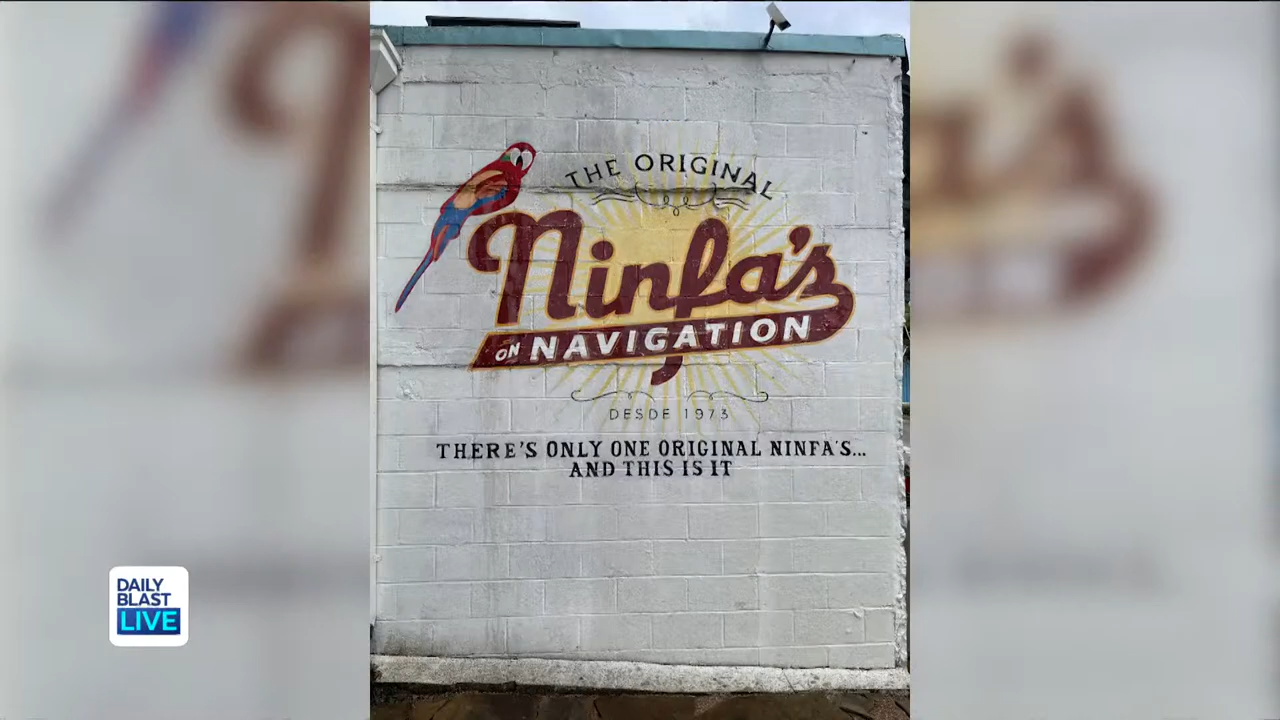 THE ORIGINAL
Ninfa's
ON NAVIGATION
DESDE 1973
THERE'S ONLY ONE ORIGINAL NINFA'S...
AND THIS IS IT
DAILY
BLAST
LIVE